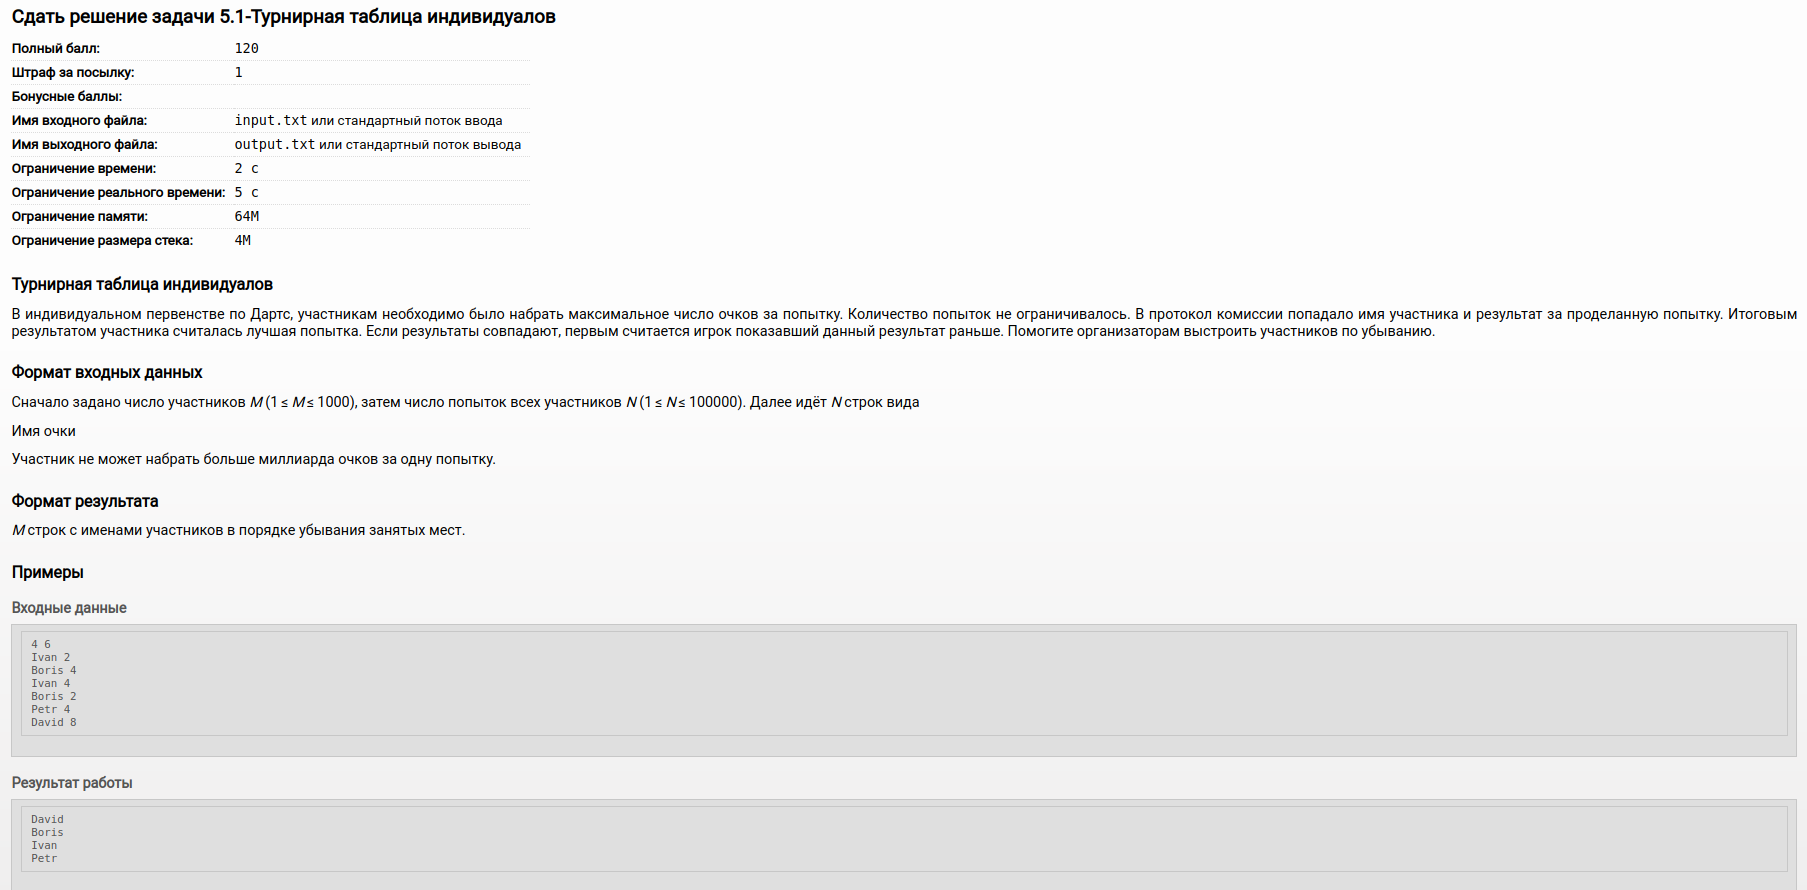 Сдать решение задачи 5.1-Турнирная таблица индивидуалов
Полный балл: 120
Штраф за посылку: 1
Бонусные баллы:
Имя входного файла: input.txt или стандартный поток ввода
Имя выходного файла: output.txt или стандартный поток вывода
Ограничение времени: 2 с
Ограничение реального времени: 5 с
Ограничение памяти: 64M
Ограничение размера стека: 4M
Турнирная таблица индивидуалов
В индивидуальном первенстве по Дартс, участникам необходимо было набрать максимальное число очков за попытку. Количество попыток не ограничивалось. В протокол комиссии попадало имя участника и результат за проделанную попытку. Итоговым
результатом участника считалась лучшая попытка. Если результаты совпадают, первым считается игрок показавший данный результат раньше. Помогите организаторам выстроить участников по убыванию.
Формат входных данных
Сначало задано число участников M (1 ≤ M ≤ 1000), затем число попыток всех участников N (1 ≤ N ≤ 100000). Далее идёт N строк вида
Имя очки
Участник не может набрать больше миллиарда очков за одну попытку.
Формат результата
M строк с именами участников в порядке убывания занятых мест.
Примеры
Входные данные
4 6
Ivan 2
Boris 4
Ivan 4
Boris 2
Petr 4
David 8
Результат работы
David
Boris
Ivan
Petr